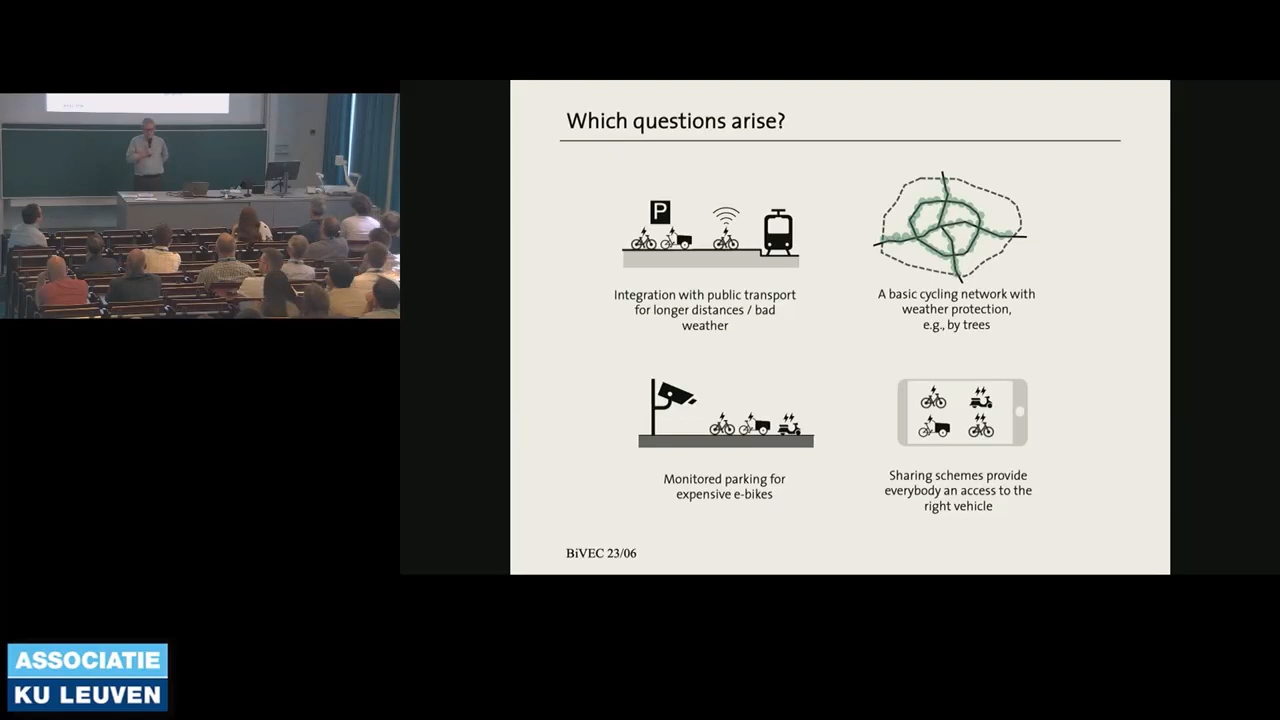 Which questions arise?
P
Integration with public transport
for longer distances / bad
weather
A basic cycling network with
weather protection,
e.g., by trees
Monitored parking for
expensive e-bikes
Sharing schemes provide
everybody an access to the
right vehicle
BiVEC 23/06
ASSOCIATIE
KU LEUVEN